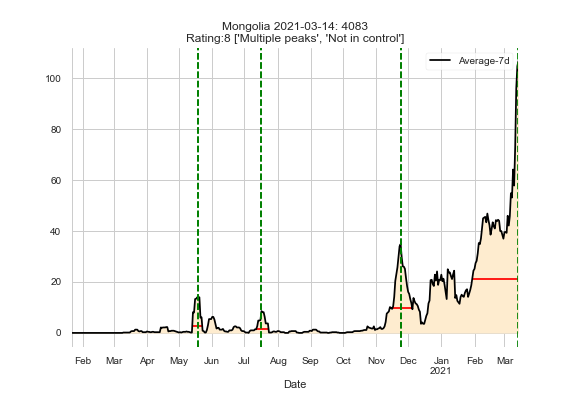 Mongolia 2021-03-14: 4083
Rating:8 ['Multiple peaks', 'Not in control']
Average-7d
100
80
60
40
20
0
Feb Mar Apr May Jun Jul Aug Sep Oct Nov Dec Jan Feb Mar
2021
Date